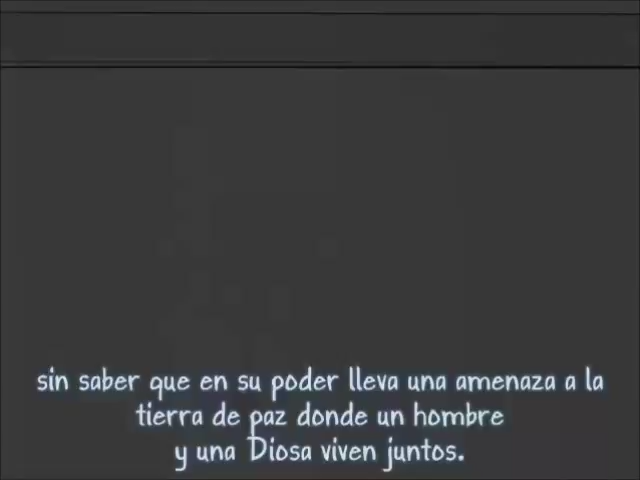 sin saber que en su poder lleva una amenaza a la
tierra de paz donde un hombre
y una Diosa viven juntos.